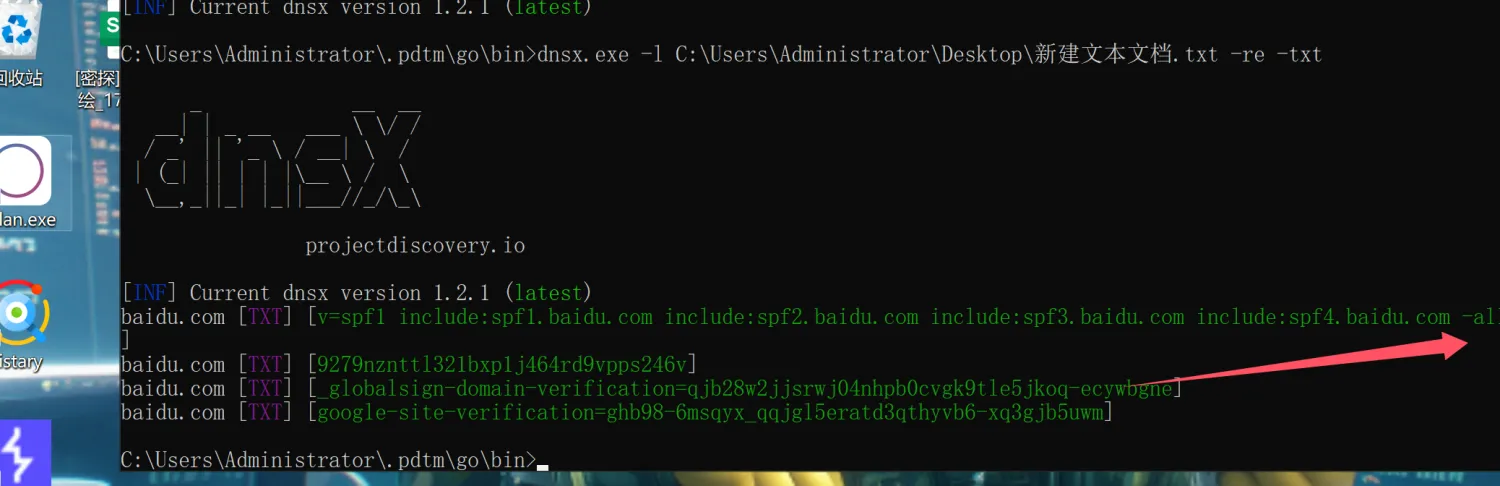 [INF] Current dnsx version 1.2.1 (latest)
回收站
[密探]
绘_17
C:\Users\Administrator\.pdtm\go\bin>dnsx.exe -l C:\Users\Administrator\Desktop\新建文本文档.txt -re -txt
dnsx
lan.exe
projectdiscovery.io
[INF] Current dnsx version 1.2.1 (latest)
baidu.com [TXT] [v=spf1 include:spf1.baidu.com include:spf2.baidu.com include:spf3.baidu.com include:spf4.baidu.com -all
]
istary
baidu.com [TXT] [9279nznttl321bxp1j464rd9vpps246v]
baidu.com [TXT] [_globalsign-domain-verification=qjb28w2jjsrwj04nhpb0cvgk9tle5jkoq-ecywbgne]
baidu.com [TXT] [google-site-verification=ghb98-6msqyx_qqjgl5eratd3qthyvb6-xq3gjb5uwm]
C:\Users\Administrator\.pdtm\go\bin>